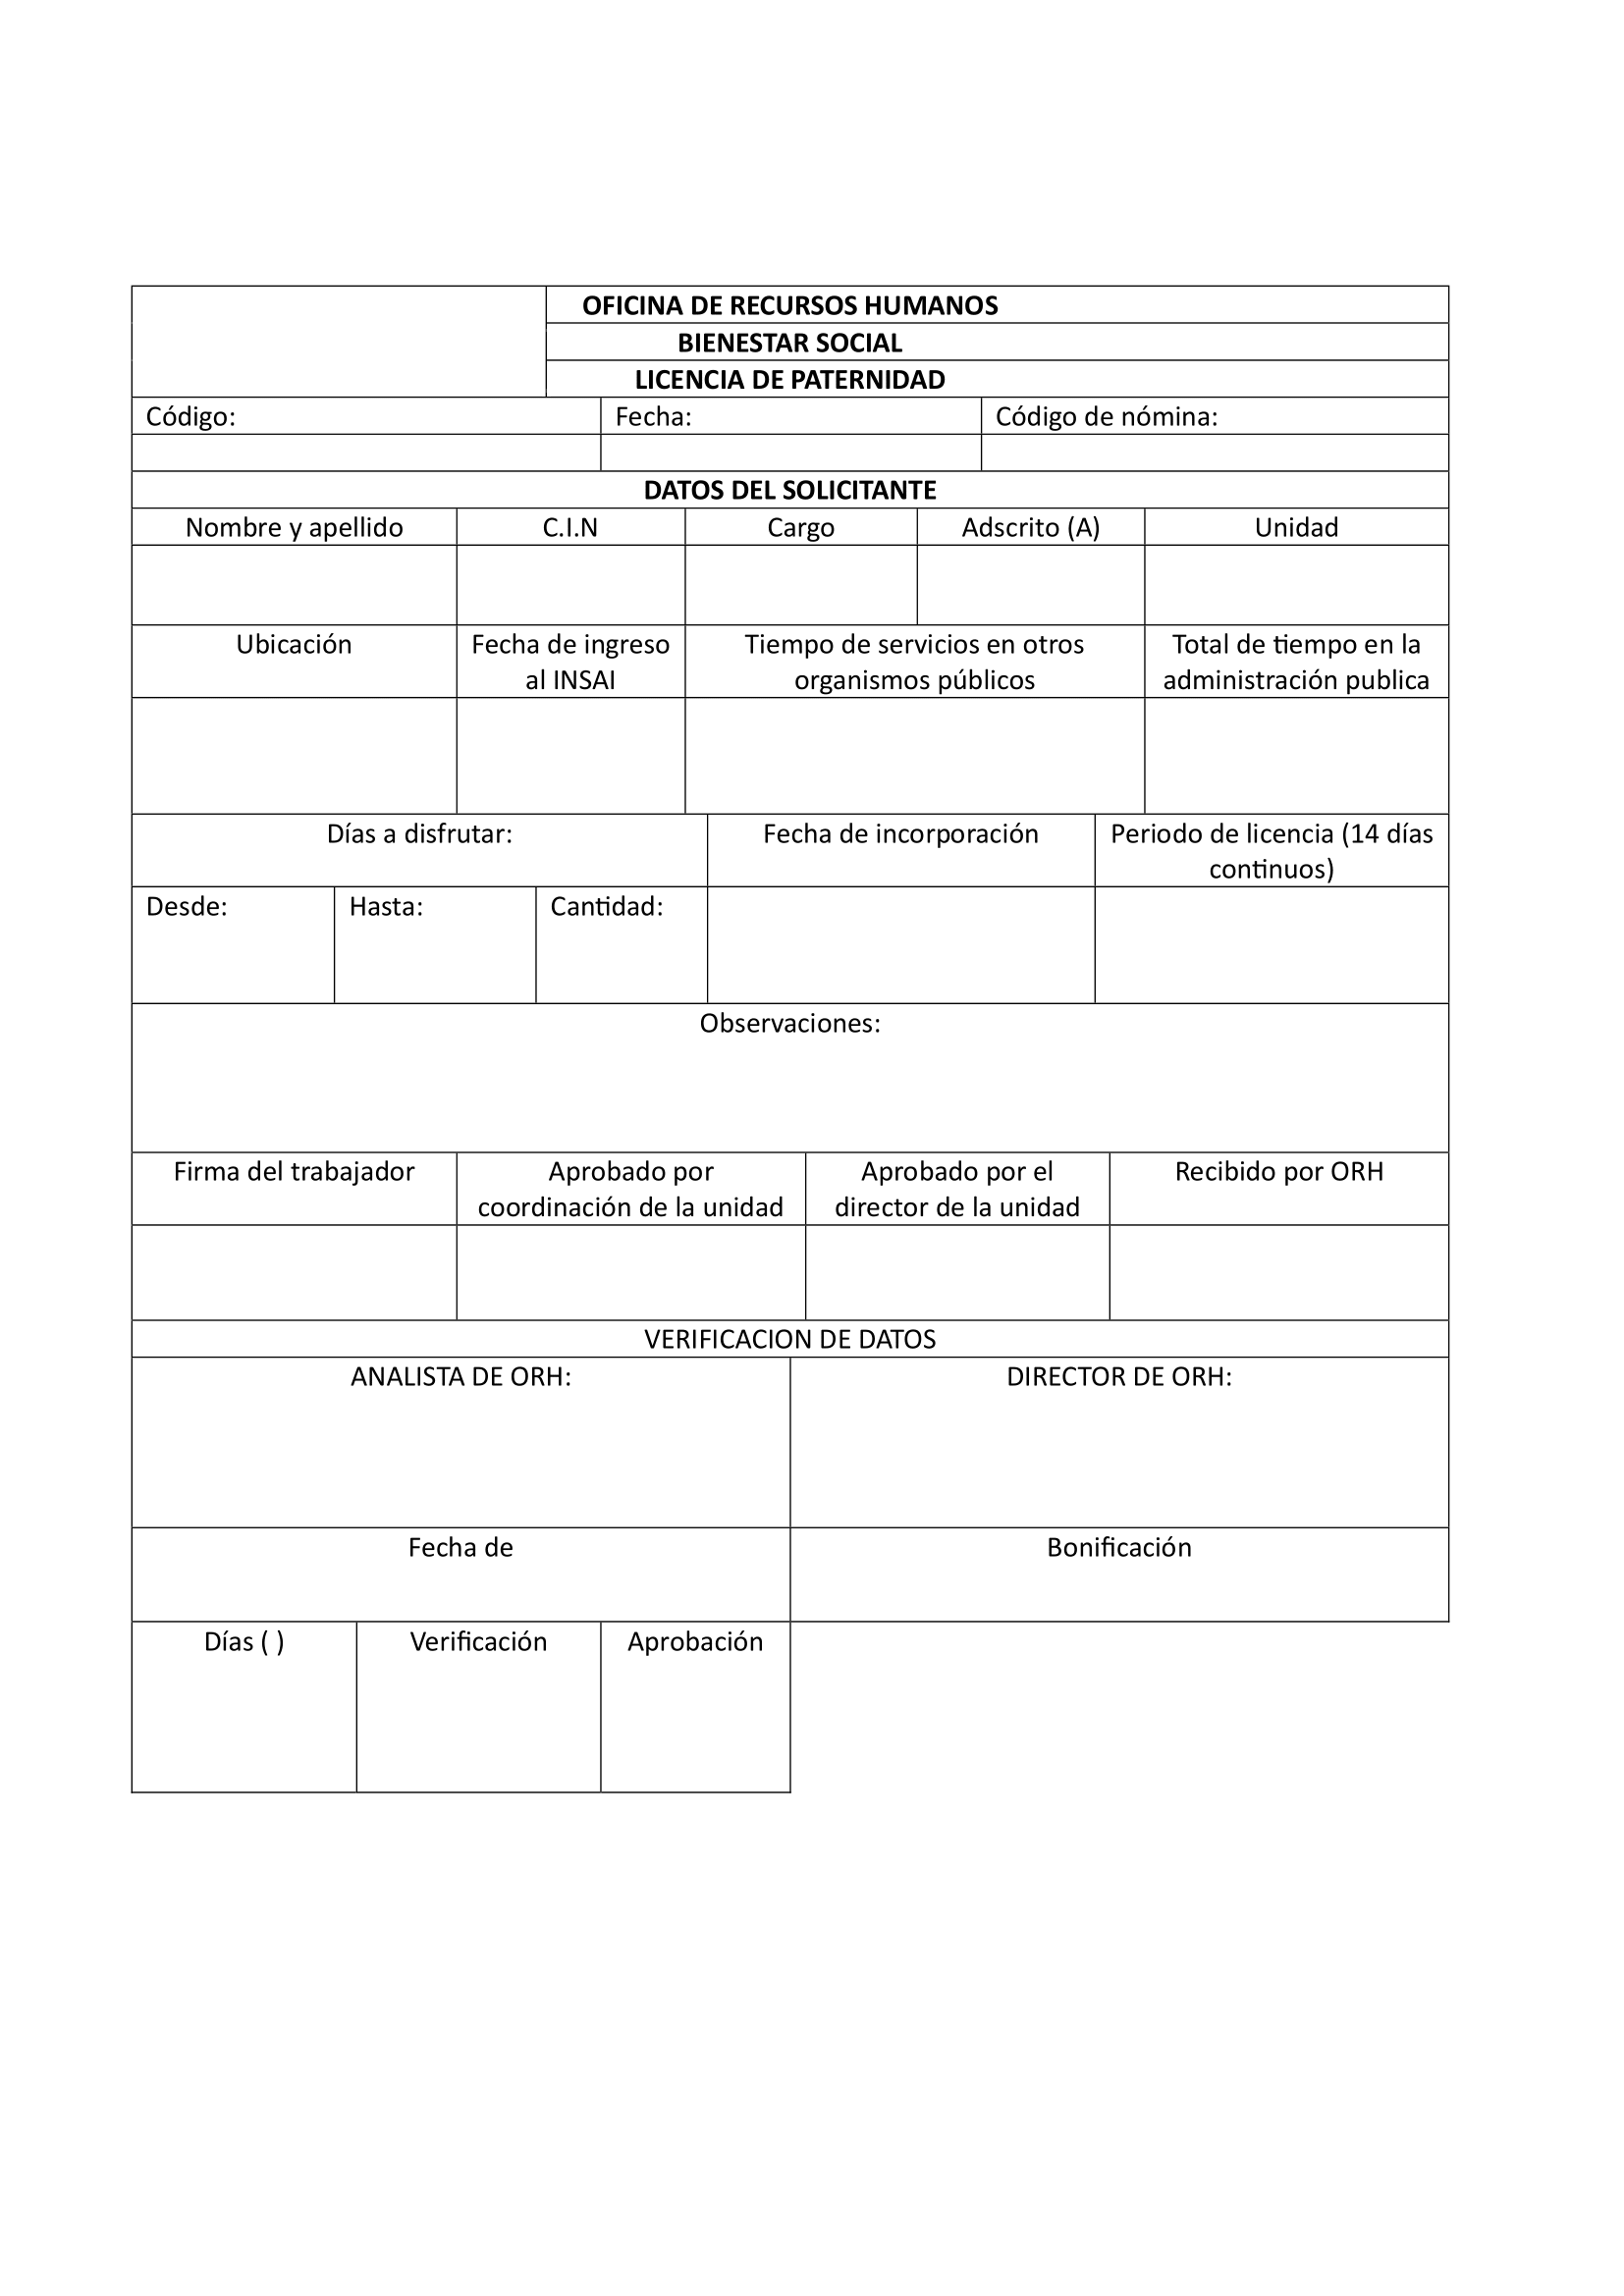 OFICINA DE RECURSOS HUMANOS
BIENESTAR SOCIAL
LICENCIA DE PATERNIDAD
Código:
Fecha:
Código de nómina:
DATOS DEL SOLICITANTE
Nombre y apellido
C.I.N
Cargo
Adscrito (A)
Unidad
Ubicación
Fecha de ingreso
al INSAI
Tiempo de servicios en otros
organismos públicos
Total de tiempo en la
administración publica
Días a disfrutar:
Fecha de incorporación
Periodo de licencia (14 días
continuos)
Desde:
Hasta:
Cantidad:
Observaciones:
Firma del trabajador
Aprobado por
coordinación de la unidad
Aprobado por el
director de la unidad
Recibido por ORH
VERIFICACION DE DATOS
ANALISTA DE ORH:
DIRECTOR DE ORH:
Fecha de
Bonificación
Días ( )
Verificación
Aprobación